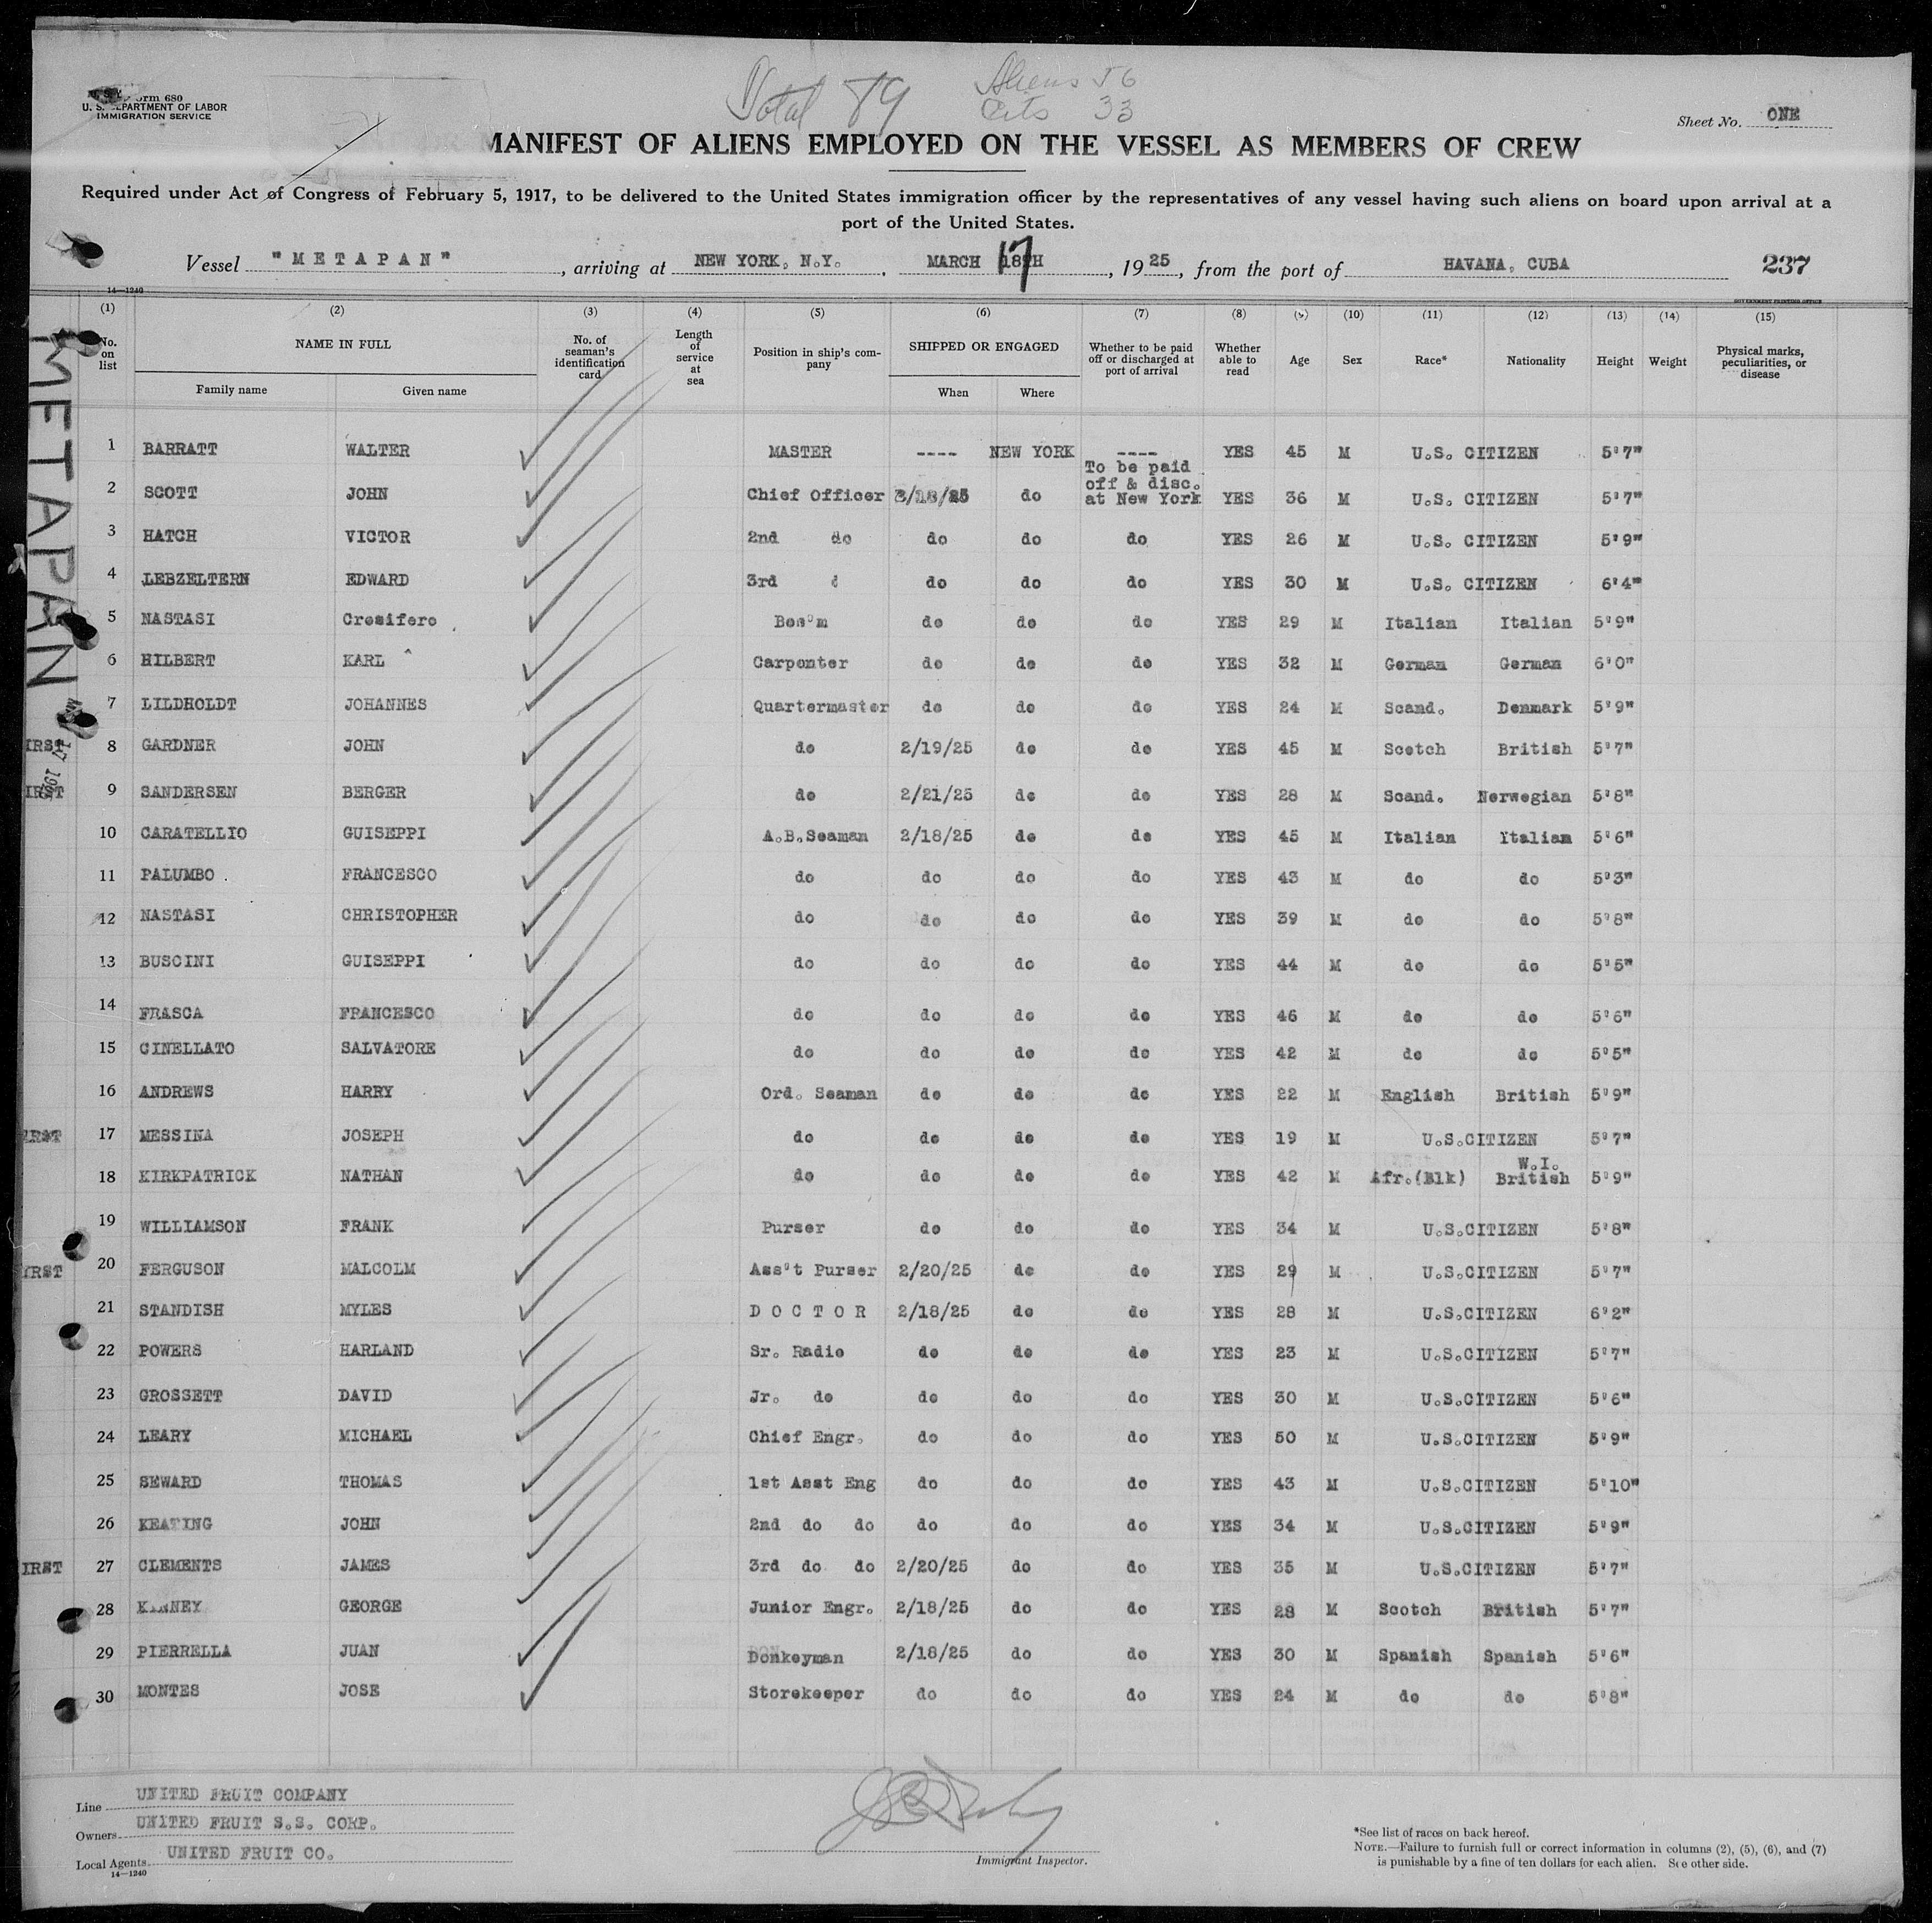 Total 89 Aliens 56
Cits 33
Form 680
U. S. DEPARTMENT OF LABOR
IMMIGRATION SERVICE
Sheet No. ONE
MANIFEST OF ALIENS EMPLOYED ON THE VESSEL AS MEMBERS OF CREW
Required under Act of Congress of February 5, 1917, to be delivered to the United States immigration officer by the representatives of any vessel having such aliens on board upon arrival at a
port of the United States.
Vessel "METAPAN", arriving at NEW YORK, N.Y., MARCH 18TH 17, 1925, from the port of HAVANA, CUBA 237
14—1240 GOVERNMENT PRINTING OFFICE
METAPAN
MAR 17 1925
(1) (2) (3) (4) (5) (6) (7) (8) (9) (10) (11) (12) (13) (14) (15)
No. on list NAME IN FULL No. of seaman's identification card Length of service at sea Position in ship's company SHIPPED OR ENGAGED Whether to be paid off or discharged at port of arrival Whether able to read Age Sex Race* Nationality Height Weight Physical marks, peculiarities, or disease
Family name Given name When Where
1 BARRATT WALTER MASTER ---- NEW YORK ---- YES 45 M U.S. CITIZEN 5'7"
2 SCOTT JOHN Chief Officer 2/18/25 do To be paid off & disc. at New York YES 36 M U.S. CITIZEN 5'7"
3 HATCH VICTOR 2nd do do do do YES 26 M U.S. CITIZEN 5'9"
4 LEBZELTERN EDWARD 3rd d do do do YES 30 M U.S. CITIZEN 6'4"
5 NASTASI Cresifero Bos'm do do do YES 29 M Italian Italian 5'9"
6 HILBERT KARL Carpenter do do do YES 32 M German German 6'0"
7 LILDHOLDT JOHANNES Quartermaster do do do YES 24 M Scand. Denmark 5'9"
IRST 8 GARDNER JOHN do 2/19/25 do do YES 45 M Scotch British 5'7"
IRST 9 SANDERSEN BERGER do 2/21/25 do do YES 28 M Scand. Norwegian 5'8"
10 CARATELLIO GUISEPPI A.B.Seaman 2/18/25 do do YES 45 M Italian Italian 5'6"
11 PALUMBO FRANCESCO do do do do YES 43 M do do 5'3"
12 NASTASI CHRISTOPHER do do do do YES 39 M do do 5'8"
13 BUSCINI GUISEPPI do do do do YES 44 M do do 5'5"
14 FRASCA FRANCESCO do do do do YES 46 M do do 5'6"
15 CINELLATO SALVATORE do do do do YES 42 M do do 5'5"
16 ANDREWS HARRY Ord. Seaman do do do YES 22 M English British 5'9"
IRST 17 MESSINA JOSEPH do do do do YES 19 M U.S.CITIZEN 5'7"
18 KIRKPATRICK NATHAN do do do do YES 42 M Afr.(Blk) W.I. British 5'9"
19 WILLIAMSON FRANK Purser do do do YES 34 M U.S.CITIZEN 5'8"
IRST 20 FERGUSON MALCOLM Ass't Purser 2/20/25 do do YES 29 M U.S.CITIZEN 5'7"
21 STANDISH MYLES DOCTOR 2/18/25 do do YES 28 M U.S.CITIZEN 6'2"
22 POWERS HARLAND Sr. Radio do do do YES 23 M U.S.CITIZEN 5'7"
23 GROSSETT DAVID Jr. do do do do YES 30 M U.S.CITIZEN 5'6"
24 LEARY MICHAEL Chief Engr. do do do YES 50 M U.S.CITIZEN 5'9"
25 SEWARD THOMAS 1st Asst Eng do do do YES 43 M U.S.CITIZEN 5'10"
26 KEATING JOHN 2nd do do do do do YES 34 M U.S.CITIZEN 5'9"
IRST 27 CLEMENTS JAMES 3rd do do 2/20/25 do do YES 35 M U.S.CITIZEN 5'7"
28 GEORGE Junior Engr. 2/18/25 do do YES 28 M Scotch British 5'7"
29 PIERRELLA JUAN Donkeyman 2/18/25 do do YES 30 M Spanish Spanish 5'6"
30 MONTES JOSE Storekeeper do do do YES 24 M do do 5'8"
Line UNITED FRUIT COMPANY
Owners UNITED FRUIT S.S. CORP.
Local Agents UNITED FRUIT CO.
14—1240
Immigrant Inspector.
*See list of races on back hereof.
NOTE.—Failure to furnish full or correct information in columns (2), (5), (6), and (7)
is punishable by a fine of ten dollars for each alien. See other side.